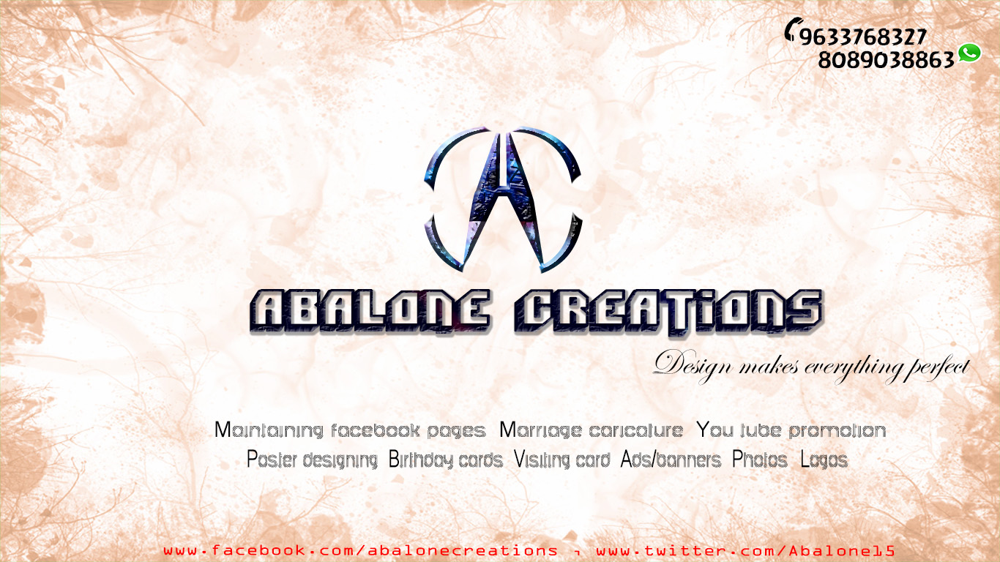 9633768327
8089038863
ABALONE CREATiONS
Design makes everything perfect
Maintaining facebook pages Marriage caricature You tube promotion
Poster designing Birthday cards Visiting card Ads/banners Photos Logos
www.facebook.com/abalonecreations , www.twitter.com/Abalone15